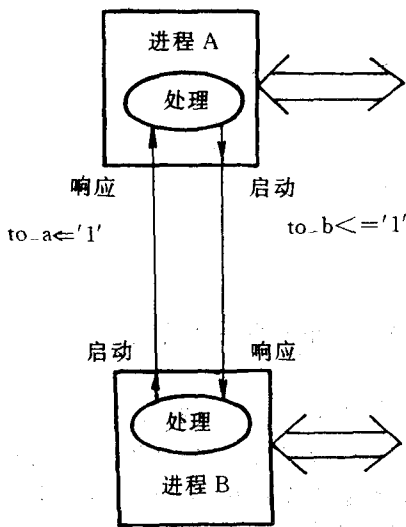 进程 A
处理
响应 启动
to_a<='1' to_b<='1'
启动 响应
处理
进程 B